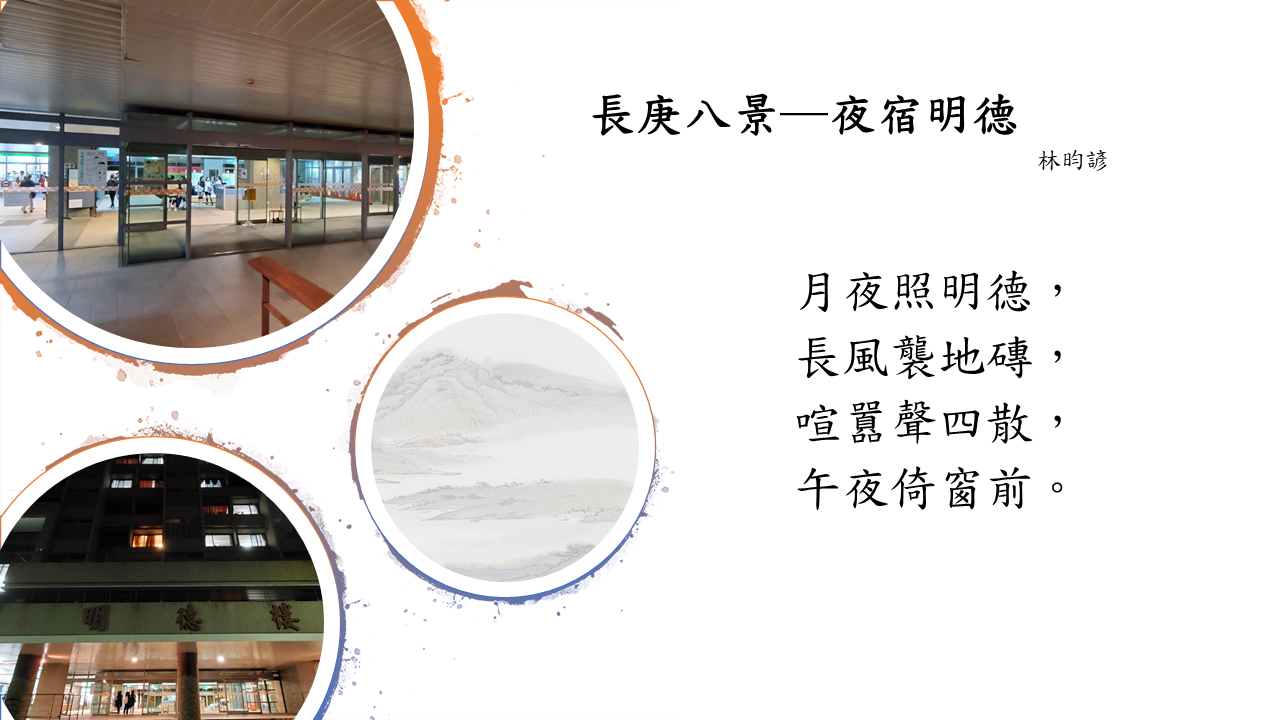 長庚八景—夜宿明德
林昀諺
月夜照明德，
長風襲地磚，
喧囂聲四散，
午夜倚窗前。
明德樓